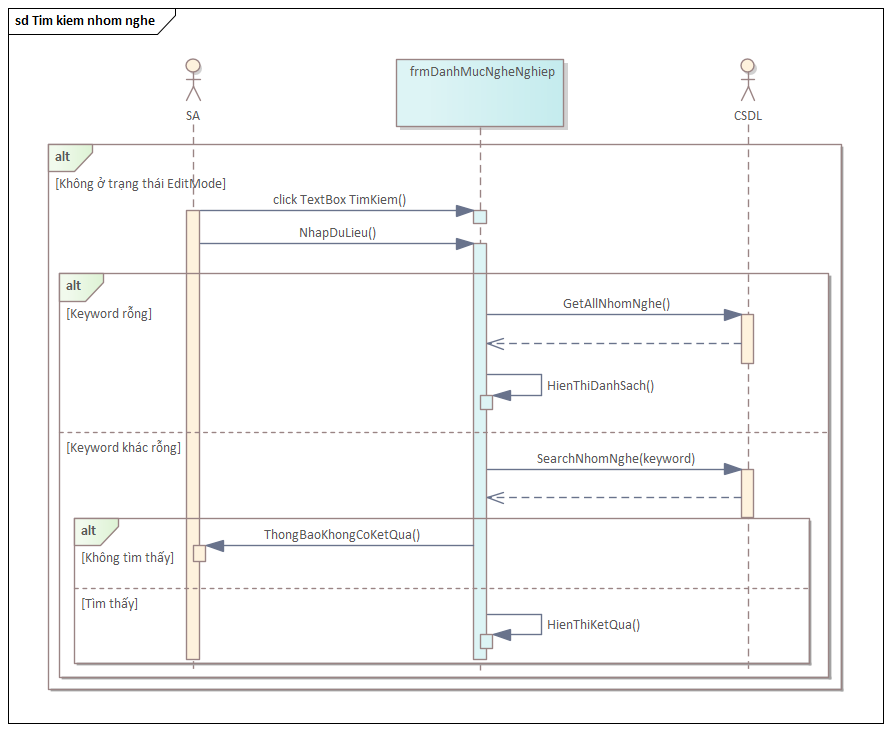 sd Tim kiem nhom nghe
frmDanhMucNgheNghiep
SA
CSDL
alt
[Không ở trạng thái EditMode]
click TextBox TimKiem()
NhapDuLieu()
alt
[Keyword rỗng]
GetAllNhomNghe()
HienThiDanhSach()
[Keyword khác rỗng]
SearchNhomNghe(keyword)
alt
ThongBaoKhongCoKetQua()
[Không tìm thấy]
[Tìm thấy]
HienThiKetQua()